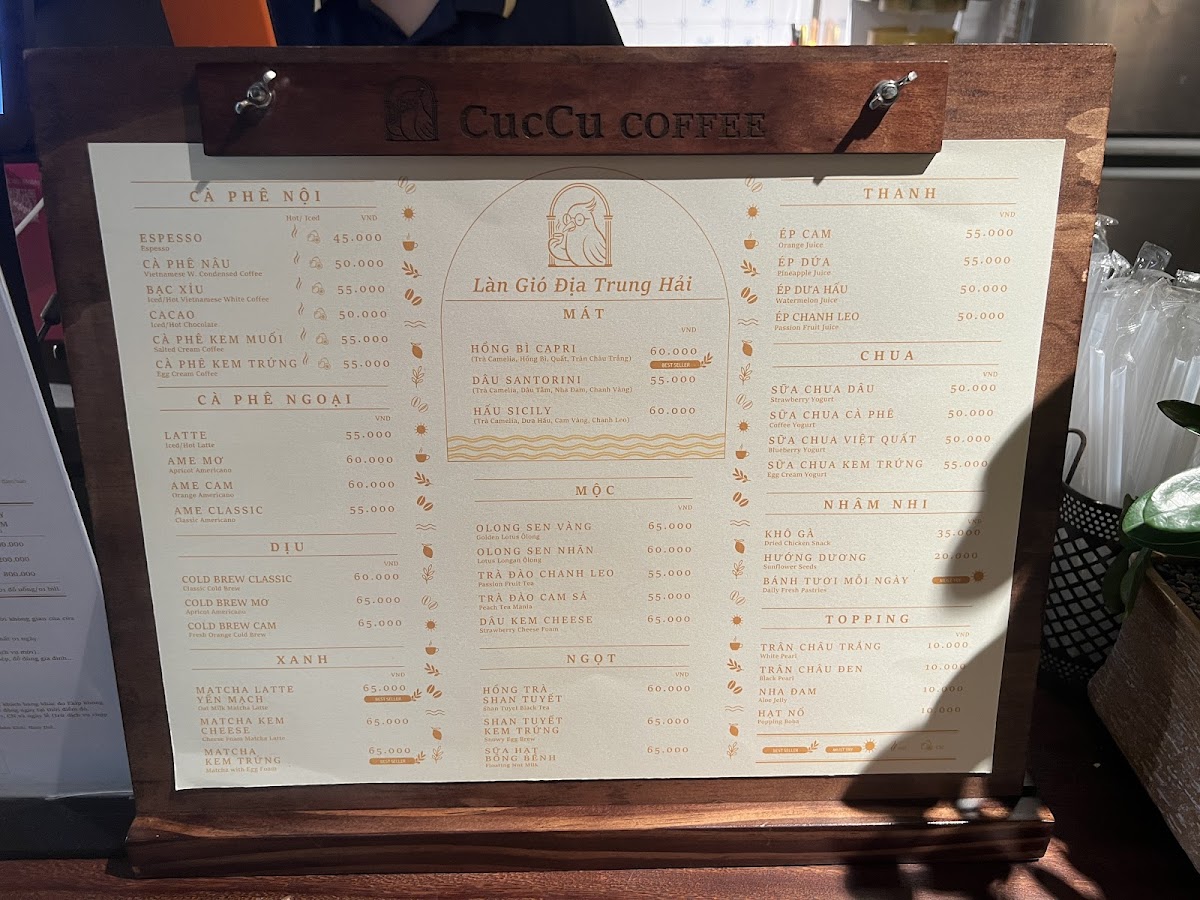 CucCu COFFEE
CÀ PHÊ NỘI
Hot/ Iced VND
ESPESSO 45.000
Espesso
CÀ PHÊ NÂU 50.000
Vietnamese W. Condensed Coffee
BẠC XỈU 55.000
Iced/Hot Vietnamese White Coffee
CACAO 50.000
Iced/Hot Chocolate
CÀ PHÊ KEM MUỐI 55.000
Salted Cream Coffee
CÀ PHÊ KEM TRỨNG 55.000
Egg Cream Coffee
CÀ PHÊ NGOẠI
VND
LATTE 55.000
Iced/Hot Latte
AME MƠ 60.000
Apricot Americano
AME CAM 60.000
Orange Americano
AME CLASSIC 55.000
Classic Americano
DỊU
VND
COLD BREW CLASSIC 60.000
Classic Cold Brew
COLD BREW MƠ 65.000
Apricot Americano
COLD BREW CAM 65.000
Fresh Orange Cold Brew
XANH
VND
MATCHA LATTE
YẾN MẠCH 65.000
BEST SELLER
Oat Milk Matcha Latte
MATCHA KEM
CHEESE 65.000
Cheese Foam Matcha Latte
MATCHA
KEM TRỨNG 65.000
BEST SELLER
Matcha with Egg Foam
Làn Gió Địa Trung Hải
MÁT
VND
HỒNG BÌ CAPRI 60.000
(Trà Camelia, Hồng Bì, Quất, Trân Châu Trắng)
BEST SELLER
DÂU SANTORINI 55.000
(Trà Camelia, Dâu Tằm, Nha Đam, Chanh Vàng)
HẤU SICILY 60.000
(Trà Camelia, Dưa Hấu, Cam Vàng, Chanh Leo)
MỘC
VND
OLONG SEN VÀNG 65.000
Golden Lotus Ôlong
OLONG SEN NHÃN 60.000
Lotus Longan Ôlong
TRÀ ĐÀO CHANH LEO 55.000
Passion Fruit Tea
TRÀ ĐÀO CAM SẢ 55.000
Peach Tea Mania
DÂU KEM CHEESE 65.000
Strawberry Cheese Foam
NGỌT
VND
HỒNG TRÀ
SHAN TUYẾT 60.000
Shan Tuyet Black Tea
SHAN TUYẾT
KEM TRỨNG 65.000
Snowy Egg Brew
SỮA HẠT
BỒNG BỀNH 65.000
THANH
VND
ÉP CAM 55.000
Orange Juice
ÉP DỨA 55.000
Pineapple Juice
ÉP DƯA HẤU 50.000
Watermelon Juice
ÉP CHANH LEO 50.000
Passion Fruit Juice
CHUA
VND
SỮA CHUA DÂU 50.000
Strawberry Yogurt
SỮA CHUA CÀ PHÊ 50.000
Coffee Yogurt
SỮA CHUA VIỆT QUẤT 50.000
Blueberry Yogurt
SỮA CHUA KEM TRỨNG 55.000
Egg Cream Yogurt
NHÂM NHI
VND
KHÔ GÀ 35.000
Dried Chicken Snack
HƯỚNG DƯƠNG 20.000
Sunflower Seeds
BÁNH TƯƠI MỖI NGÀY
Daily Fresh Pastries
TOPPING
VND
TRÂN CHÂU TRẮNG 10.000
White Pearl
TRÂN CHÂU ĐEN 10.000
Black Pearl
NHA ĐAM 10.000
Aloe Jelly
HẠT NỔ 10.000
Popping Boba
BEST SELLER MUST TRY